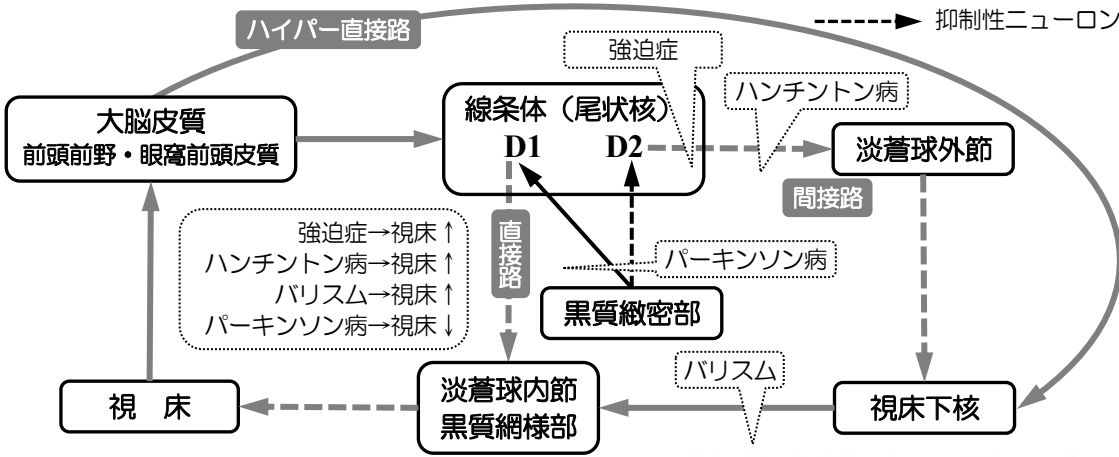 ハイパー直接路
抑制性ニューロン
強迫症
ハンチントン病
大脳皮質
前頭前野・眼窩前頭皮質
線条体（尾状核）
D1
D2
淡蒼球外節
間接路
直接路
強迫症→視床↑
ハンチントン病→視床↑
バリスム→視床↑
パーキンソン病→視床↓
パーキンソン病
黒質緻密部
バリスム
視　床
淡蒼球内節
黒質網様部
視床下核